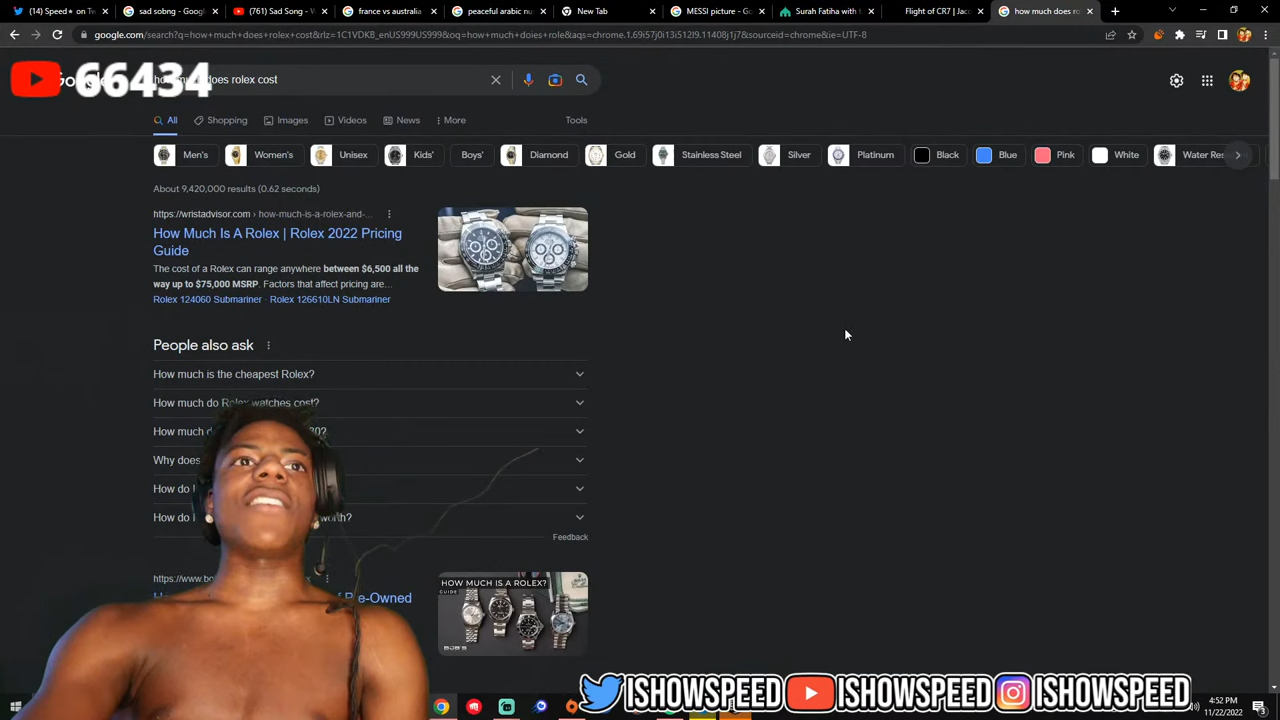 (14) Speed⭐ on Tw
sad sobng - Google
(761) Sad Song - W
france vs australia
peaceful arabic nu
New Tab
MESSI picture - Go
Surah Fatiha with t
Flight of CR7 | Jaco
how much does ro
google.com/search?q=how+much+does+rolex+cost&rlz=1C1VDKB_enUS999US999&oq=how+much+doies+role&aqs=chrome.1.69i57j0i13i512l9.11408j1j7&sourceid=chrome&ie=UTF-8
66434
does rolex cost
All
Shopping
Images
Videos
News
More
Tools
Men's
Women's
Unisex
Kids'
Boys'
Diamond
Gold
Stainless Steel
Silver
Platinum
Black
Blue
Pink
White
Water Res
About 9,420,000 results (0.62 seconds)
https://wristadvisor.com › how-much-is-a-rolex-and-...
How Much Is A Rolex | Rolex 2022 Pricing
Guide
The cost of a Rolex can range anywhere between $6,500 all the
way up to $75,000 MSRP. Factors that affect pricing are...
Rolex 124060 Submariner · Rolex 126610LN Submariner
People also ask
How much is the cheapest Rolex?
How much do Rolex watches cost?
How much d
Why does
How do I
How do I
worth?
Feedback
https://www.bo
Pre-Owned
HOW MUCH IS A ROLEX?
GUIDE
BOB'S
ISHOWSPEED
ISHOWSPEED
ISHOWSPEED
4:52 PM
11/22/2022